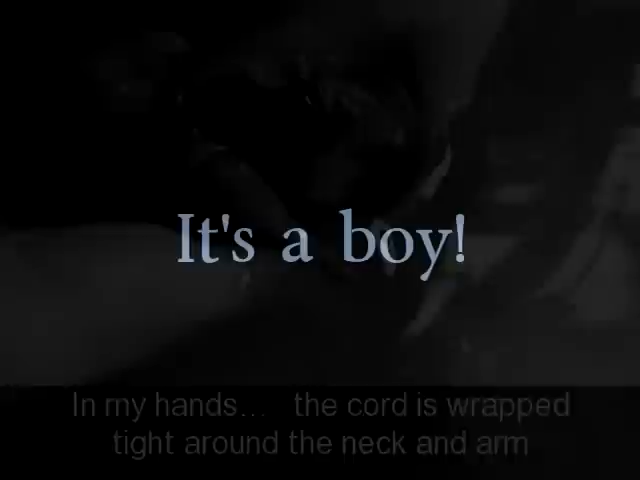 It's a boy!
In my hands... the cord is wrapped
tight around the neck and arm